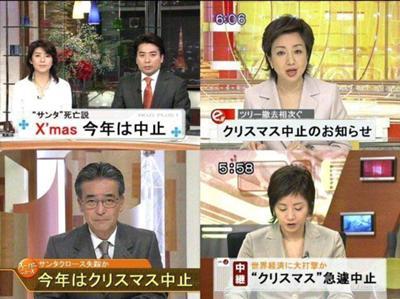 "サンタ"死亡説
X'mas 今年は中止
6:06
ツリー撤去相次ぐ
クリスマス中止のお知らせ
サンタクロース失踪か
今年はクリスマス中止
5:58
中継
世界経済に大打撃か
"クリスマス"急遽中止